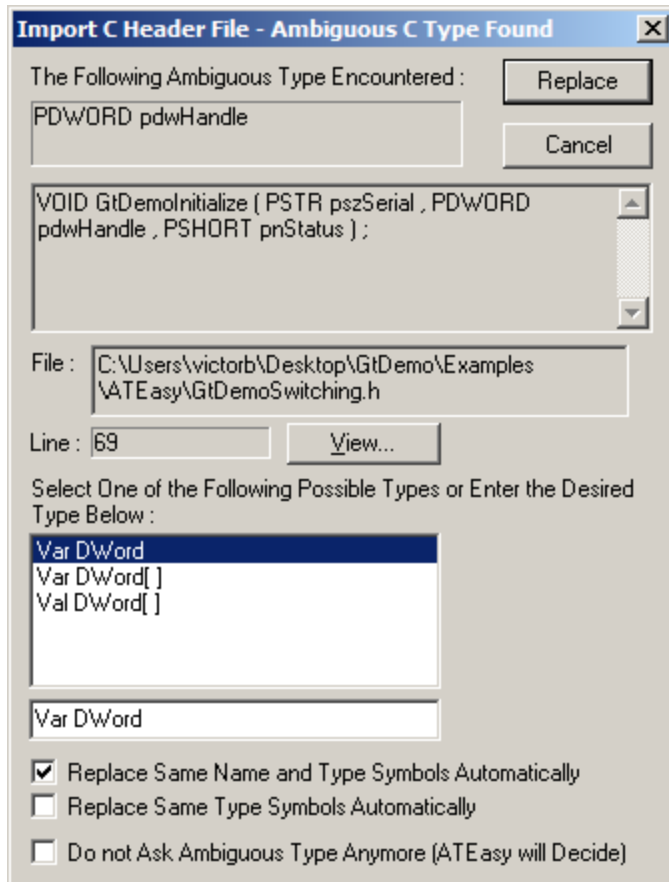 Import C Header File - Ambiguous C Type Found
The Following Ambiguous Type Encountered :
Replace
PDWORD pdwHandle
Cancel
VOID GtDemoInitialize ( PSTR pszSerial , PDWORD
pdwHandle , PSHORT pnStatus ) ;
File : C:\Users\victorb\Desktop\GtDemo\Examples
\ATEasy\GtDemoSwitching.h
Line : 69 View...
Select One of the Following Possible Types or Enter the Desired
Type Below :
Var DWord
Var DWord[ ]
Val DWord[ ]
Var DWord
Replace Same Name and Type Symbols Automatically
Replace Same Type Symbols Automatically
Do not Ask Ambiguous Type Anymore (ATEasy will Decide)